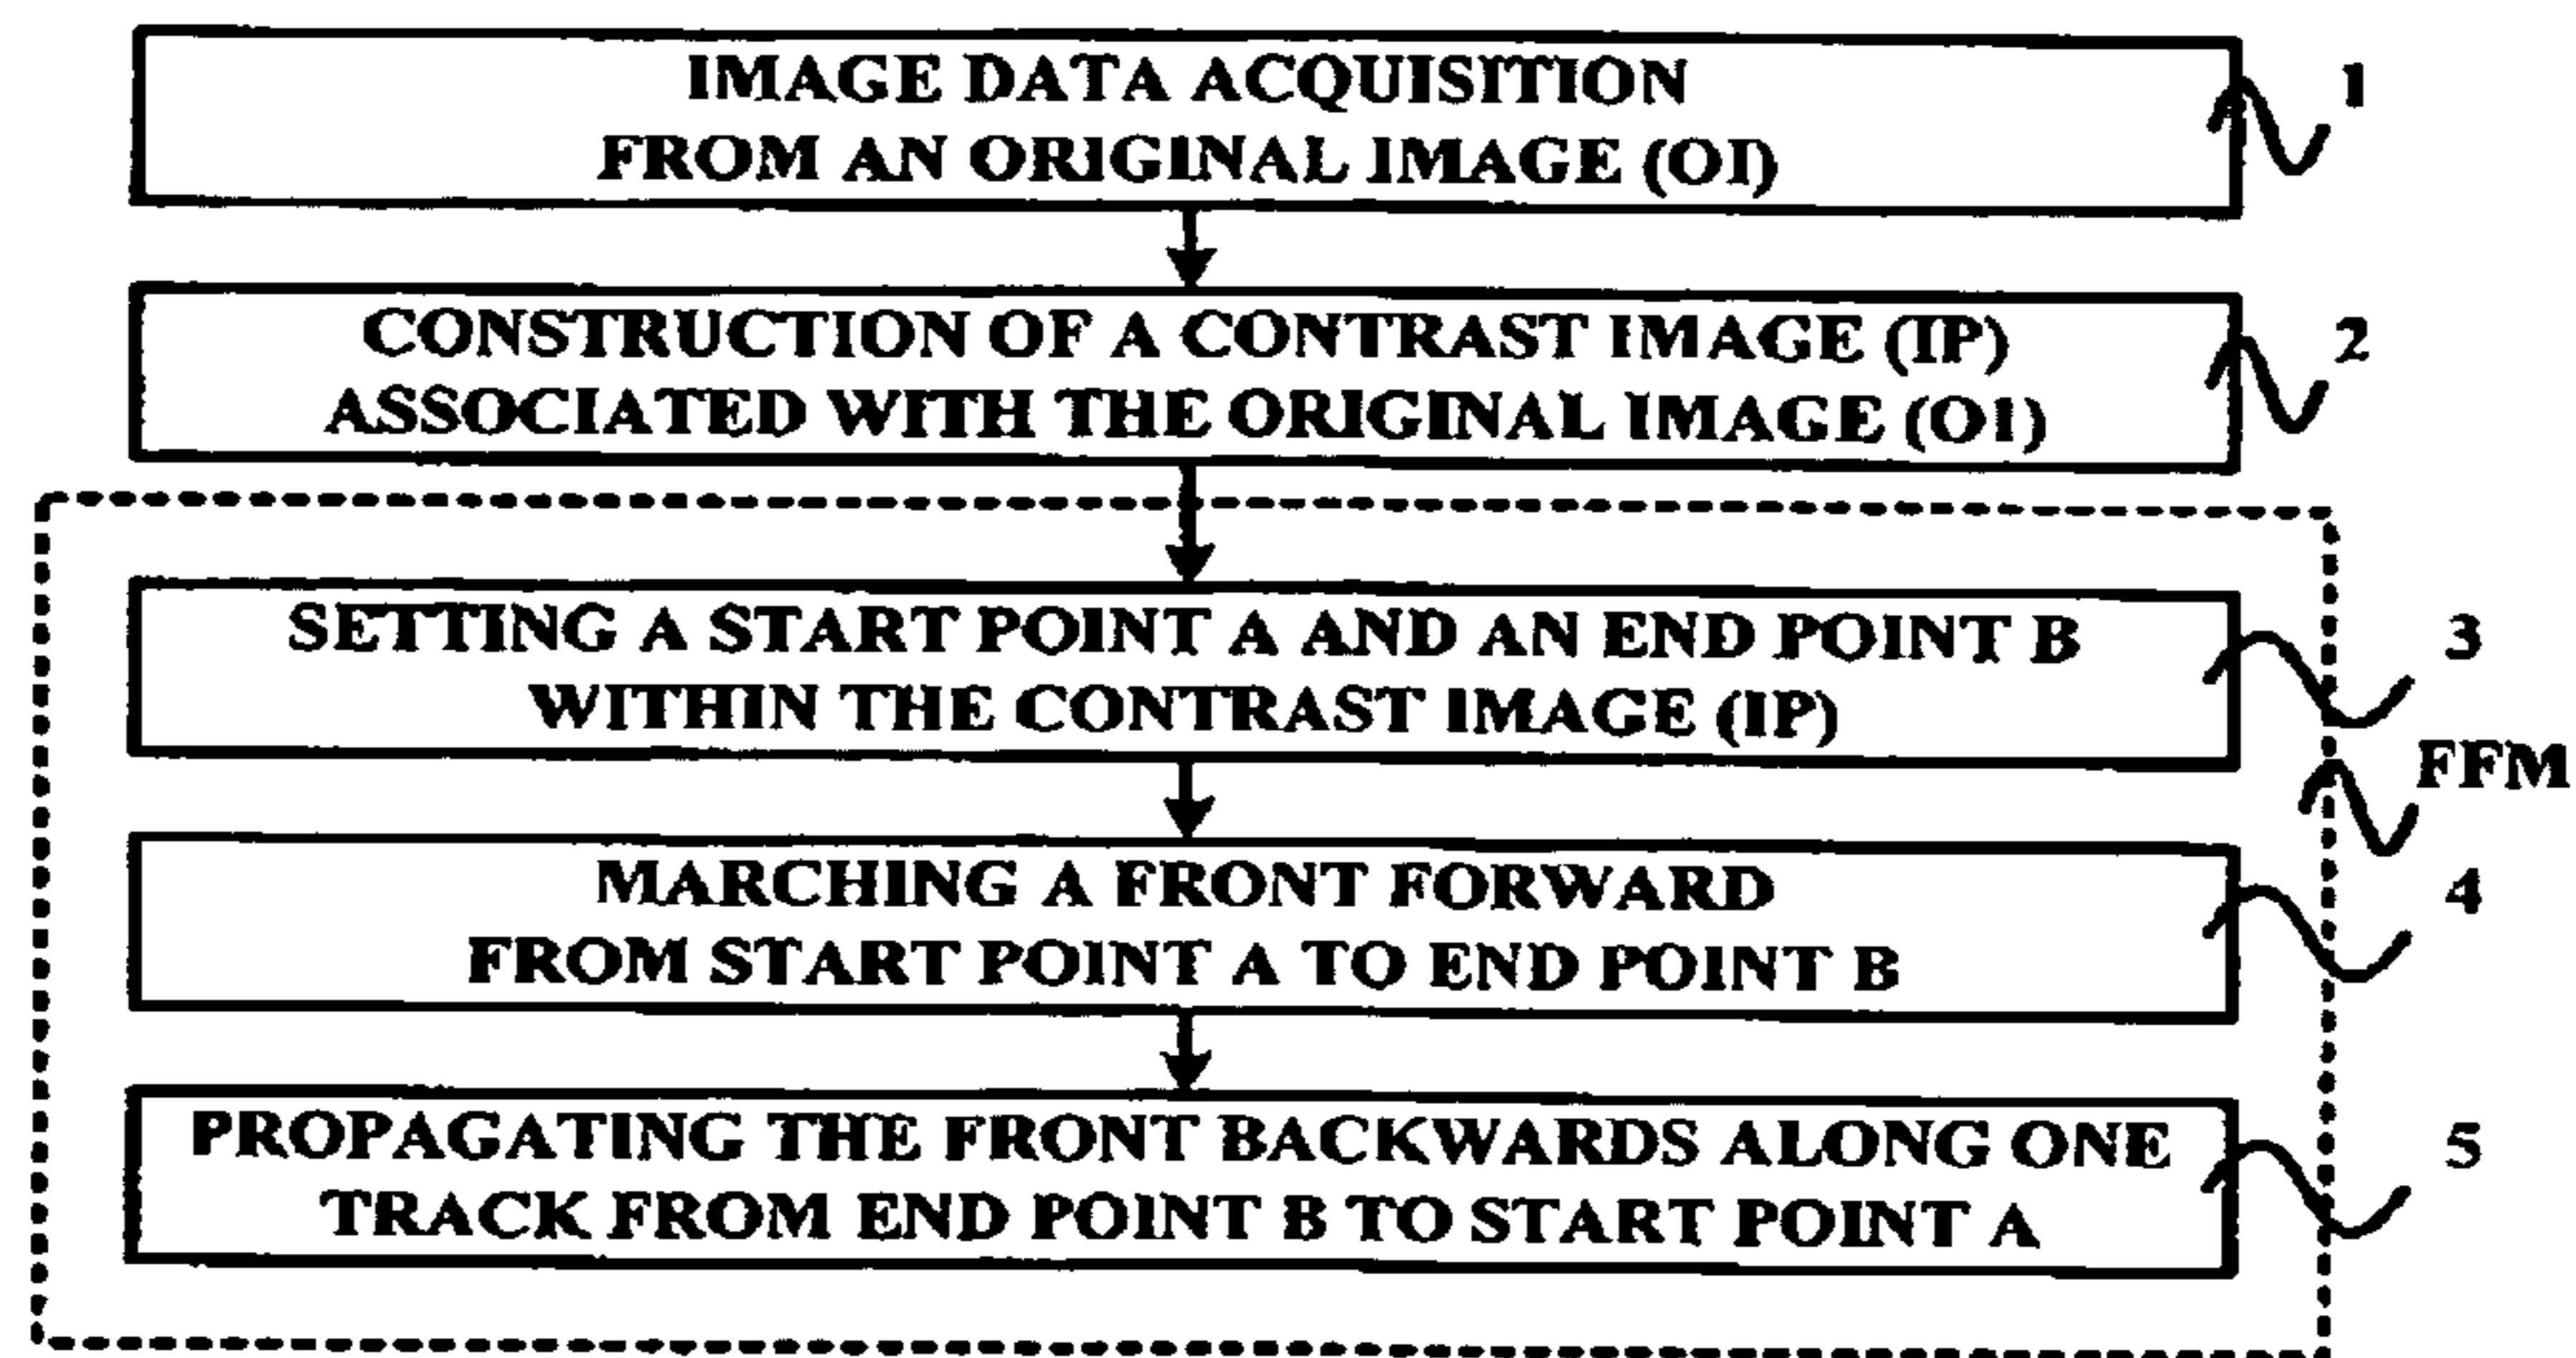 IMAGE DATA ACQUISITION
FROM AN ORIGINAL IMAGE (OI)
1
CONSTRUCTION OF A CONTRAST IMAGE (IP)
ASSOCIATED WITH THE ORIGINAL IMAGE (OI)
2
SETTING A START POINT A AND AN END POINT B
WITHIN THE CONTRAST IMAGE (IP)
3
FFM
MARCHING A FRONT FORWARD
FROM START POINT A TO END POINT B
4
PROPAGATING THE FRONT BACKWARDS ALONG ONE
TRACK FROM END POINT B TO START POINT A
5